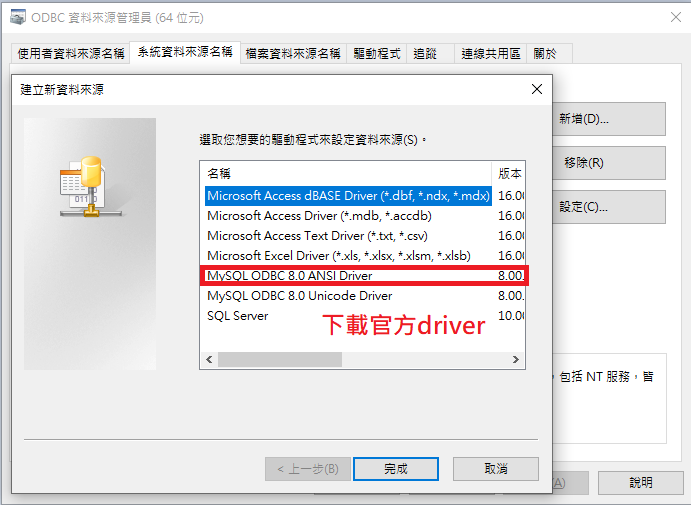 ODBC 資料來源管理員 (64 位元)
使用者資料來源名稱 系統資料來源名稱 檔案資料來源名稱 驅動程式 追蹤 連線共用區 關於
建立新資料來源
新增(D)...
移除(R)
設定(C)...
選取您想要的驅動程式來設定資料來源(S)。
名稱 版本
Microsoft Access dBASE Driver (*.dbf, *.ndx, *.mdx) 16.00
Microsoft Access Driver (*.mdb, *.accdb) 16.00
Microsoft Access Text Driver (*.txt, *.csv) 16.00
Microsoft Excel Driver (*.xls, *.xlsx, *.xlsm, *.xlsb) 16.00
MySQL ODBC 8.0 ANSI Driver 8.00.
MySQL ODBC 8.0 Unicode Driver 8.00.
SQL Server 10.00
下載官方driver
，包括 NT 服務，皆
< 上一步(B) 完成 取消
(A) 說明